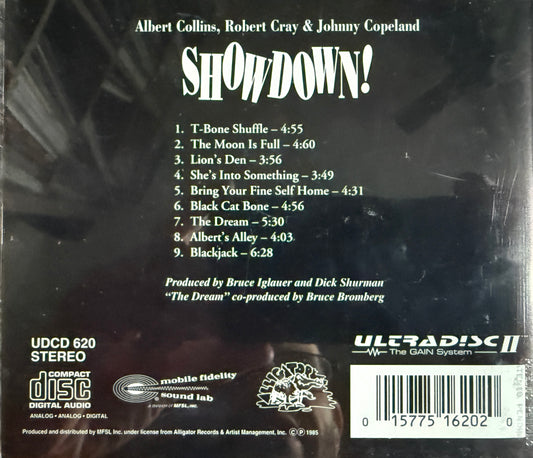 Albert Collins, Robert Cray & Johnny Copeland
SHOWDOWN!
1. T-Bone Shuffle – 4:55
2. The Moon Is Full – 4:60
3. Lion's Den – 3:56
4. She's Into Something – 3:49
5. Bring Your Fine Self Home – 4:31
6. Black Cat Bone – 4:56
7. The Dream – 5:30
8. Albert's Alley – 4:03
9. Blackjack – 6:28
Produced by Bruce Iglauer and Dick Shurman
"The Dream" co-produced by Bruce Bromberg
UDCD 620
STEREO
ULTRADISC II
The GAIN System
COMPACT
disc
DIGITAL AUDIO
ANALOG • ANALOG • DIGITAL
mobile fidelity
sound lab
A DIVISION OF MFSL, INC.
ALLIGATOR
Produced and distributed by MFSL Inc. under license from Alligator Records & Artist Management, Inc. © ℗ 1985
0 15775 16202 0